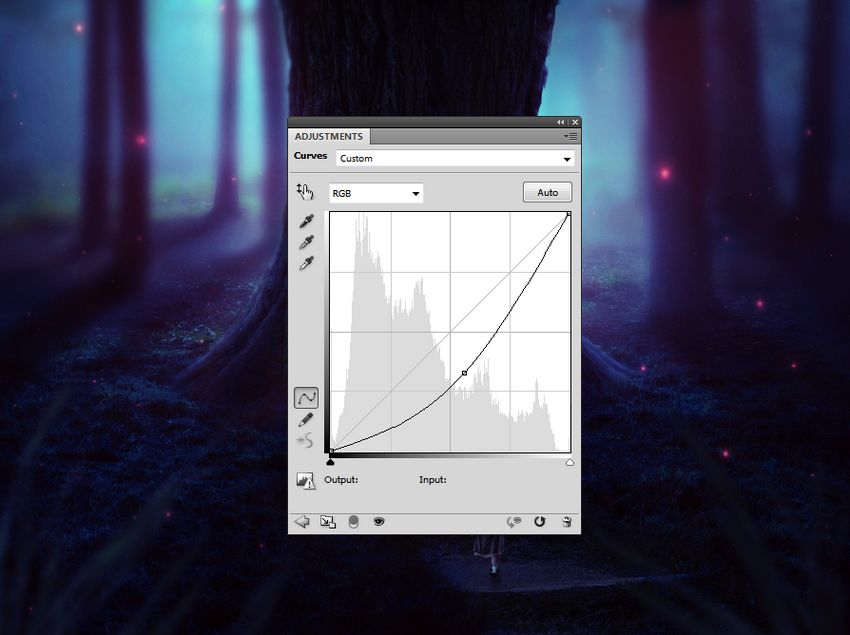 ADJUSTMENTS
Curves Custom
RGB Auto
Output: Input: